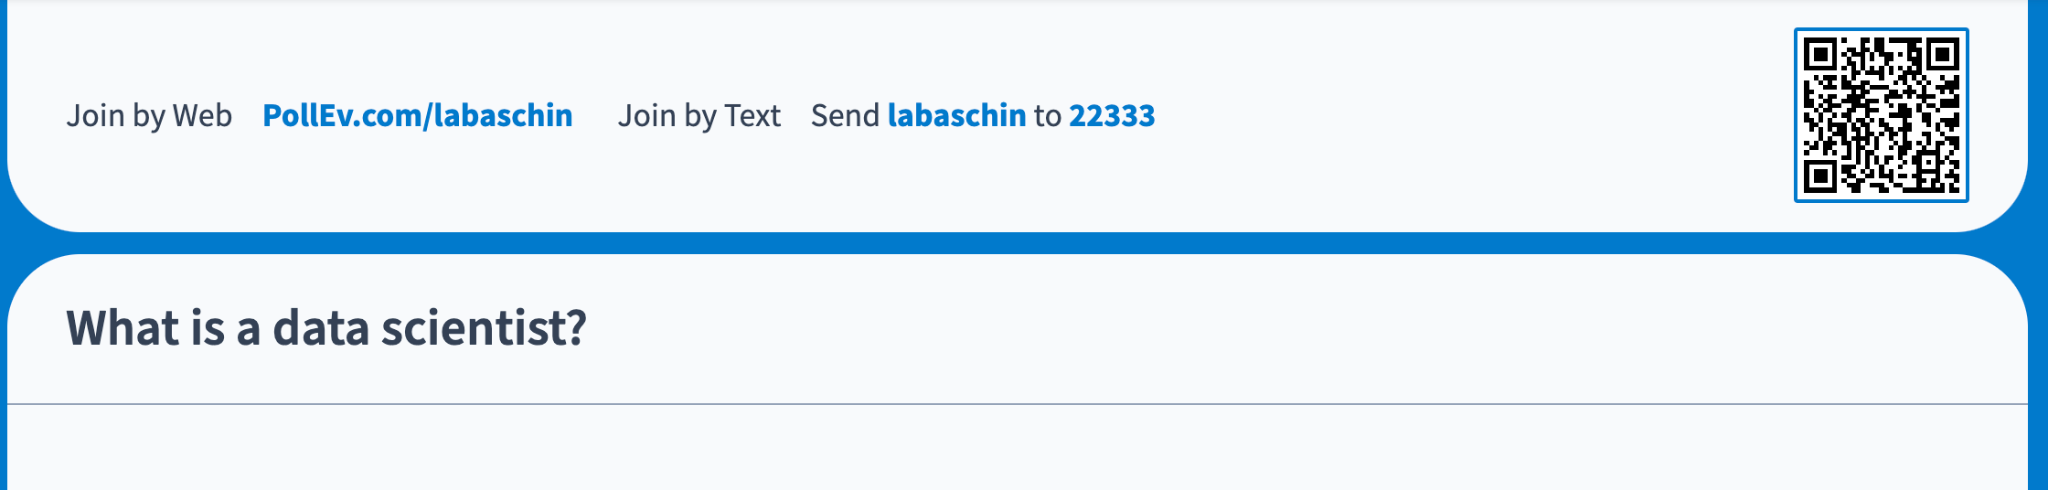 Join by Web PollEv.com/labaschin Join by Text Send labaschin to 22333
What is a data scientist?